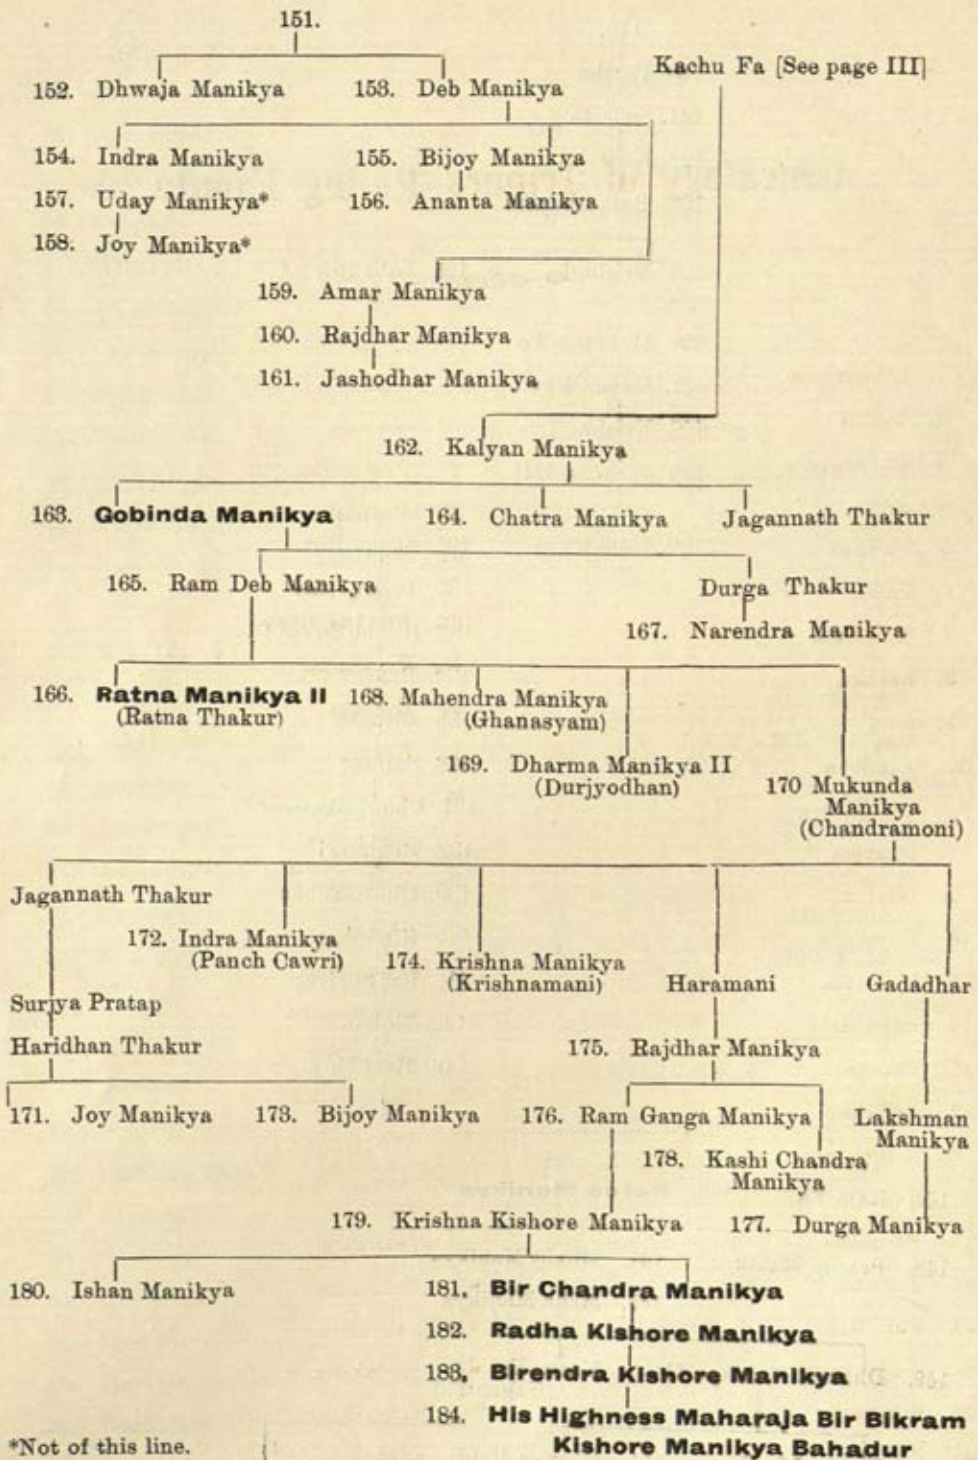 151.
152. Dhwaja Manikya 153. Deb Manikya Kachu Fa [See page III]
154. Indra Manikya 155. Bijoy Manikya
157. Uday Manikya* 156. Ananta Manikya
158. Joy Manikya*
159. Amar Manikya
160. Rajdhar Manikya
161. Jashodhar Manikya
162. Kalyan Manikya
163. Gobinda Manikya 164. Chatra Manikya Jagannath Thakur
165. Ram Deb Manikya Durga Thakur
167. Narendra Manikya
166. Ratna Manikya II 168. Mahendra Manikya
(Ratna Thakur) (Ghanasyam)
169. Dharma Manikya II 170 Mukunda
(Durjyodhan) Manikya
(Chandramoni)
Jagannath Thakur
172. Indra Manikya 174. Krishna Manikya
(Panch Cawri) (Krishnamani) Haramani Gadadhar
Surjya Pratap
Haridhan Thakur 175. Rajdhar Manikya
171. Joy Manikya 173. Bijoy Manikya 176. Ram Ganga Manikya Lakshman
Manikya
178. Kashi Chandra
Manikya
179. Krishna Kishore Manikya 177. Durga Manikya
180. Ishan Manikya 181. Bir Chandra Manikya
182. Radha Kishore Manikya
183. Birendra Kishore Manikya
184. His Highness Maharaja Bir Bikram
Kishore Manikya Bahadur
*Not of this line.